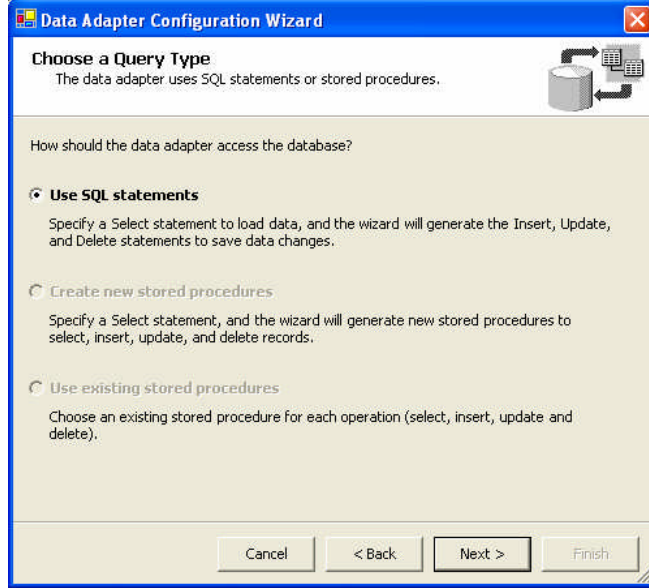 Data Adapter Configuration Wizard
Choose a Query Type
The data adapter uses SQL statements or stored procedures.
How should the data adapter access the database?
Use SQL statements
Specify a Select statement to load data, and the wizard will generate the Insert, Update,
and Delete statements to save data changes.
Create new stored procedures
Specify a Select statement, and the wizard will generate new stored procedures to
select, insert, update, and delete records.
Use existing stored procedures
Choose an existing stored procedure for each operation (select, insert, update and
delete).
Cancel
< Back
Next >
Finish